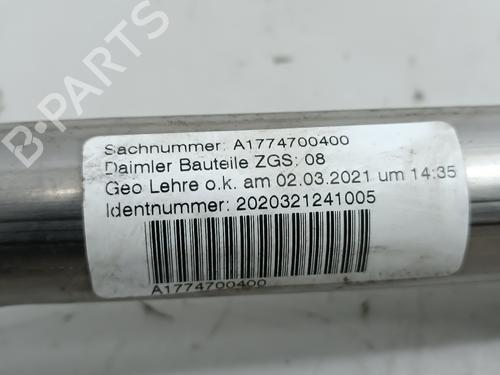 B-Parts
Sachnummer: A1774700400
Daimler Bauteile ZGS: 08
Geo Lehre o.k. am 02.03.2021 um 14:35
Identnummer: 2020321241005
A1774700400